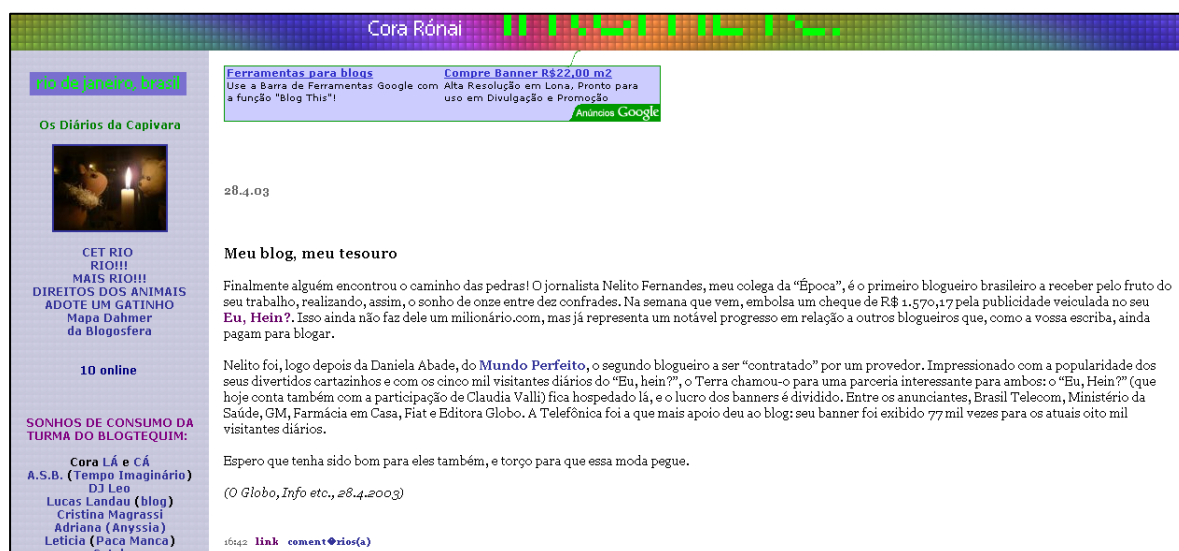 Cora Rónai
rio de janeiro, brasil
Os Diários da Capivara
CET RIO
RIO!!!
MAIS RIO!!!
DIREITOS DOS ANIMAIS
ADOTE UM GATINHO
Mapa Dahmer
da Blogosfera
10 online
SONHOS DE CONSUMO DA
TURMA DO BLOGTEQUIM:
Cora LÁ e CÁ
A.S.B. (Tempo Imaginário)
DJ Leo
Lucas Landau (blog)
Cristina Magrassi
Adriana (Anyssia)
Leticia (Paca Manca)
Ferramentas para blogs
Use a Barra de Ferramentas Google com
a função "Blog This"!
Compre Banner R$22,00 m2
Alta Resolução em Lona, Pronto para
uso em Divulgação e Promoção
Anúncios Google
28.4.03
Meu blog, meu tesouro
Finalmente alguém encontrou o caminho das pedras! O jornalista Nelito Fernandes, meu colega da “Época”, é o primeiro blogueiro brasileiro a receber pelo fruto do
seu trabalho, realizando, assim, o sonho de onze entre dez confrades. Na semana que vem, embolsa um cheque de R$ 1.570,17 pela publicidade veiculada no seu
Eu, Hein?. Isso ainda não faz dele um milionário.com, mas já representa um notável progresso em relação a outros blogueiros que, como a vossa escriba, ainda
pagam para blogar.
Nelito foi, logo depois da Daniela Abade, do Mundo Perfeito, o segundo blogueiro a ser “contratado” por um provedor. Impressionado com a popularidade dos
seus divertidos cartazinhos e com os cinco mil visitantes diários do “Eu, hein?”, o Terra chamou-o para uma parceria interessante para ambos: o “Eu, Hein?” (que
hoje conta também com a participação de Claudia Valli) fica hospedado lá, e o lucro dos banners é dividido. Entre os anunciantes, Brasil Telecom, Ministério da
Saúde, GM, Farmácia em Casa, Fiat e Editora Globo. A Telefônica foi a que mais apoio deu ao blog: seu banner foi exibido 77 mil vezes para os atuais oito mil
visitantes diários.
Espero que tenha sido bom para eles também, e torço para que essa moda pegue.
(O Globo, Info etc., 28.4.2003)
16:42 link coment�rios(a)